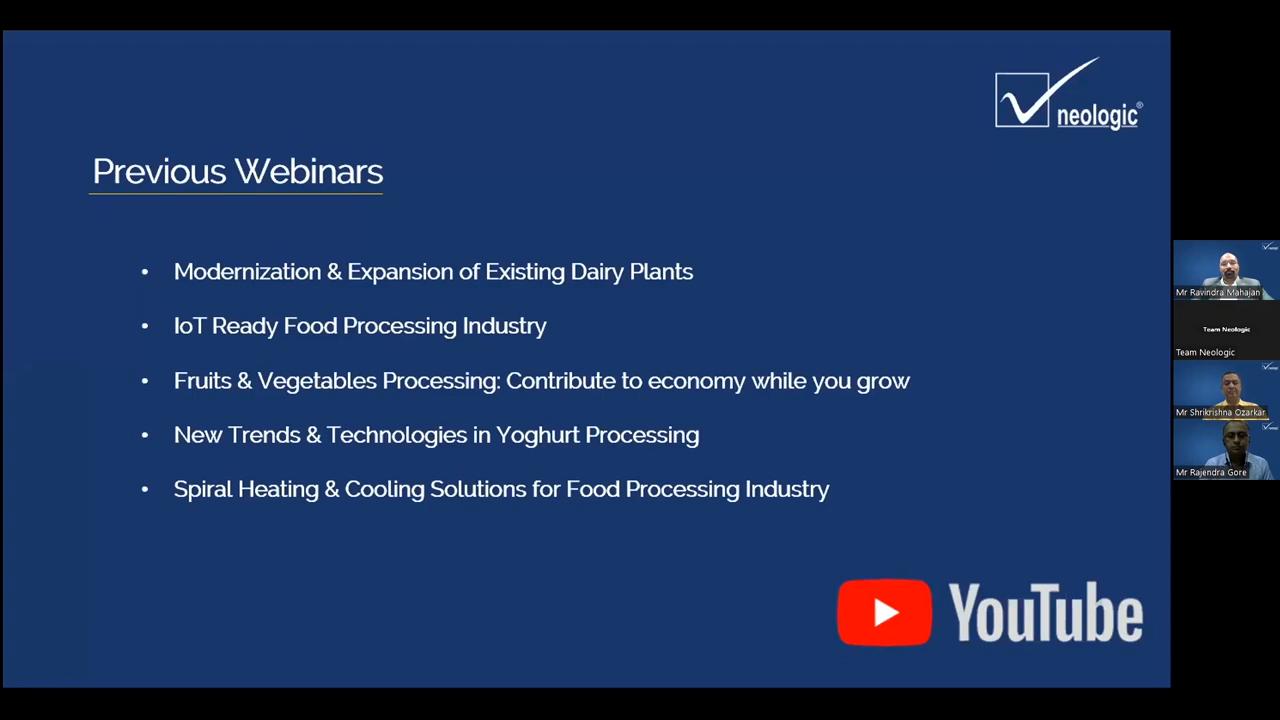 neologic®
Previous Webinars
• Modernization & Expansion of Existing Dairy Plants
• IoT Ready Food Processing Industry
• Fruits & Vegetables Processing: Contribute to economy while you grow
• New Trends & Technologies in Yoghurt Processing
• Spiral Heating & Cooling Solutions for Food Processing Industry
YouTube
Mr Ravindra Mahajan
Team Neologic
Team Neologic
Mr Shrikrishna Ozarkar
Mr Rajendra Gore